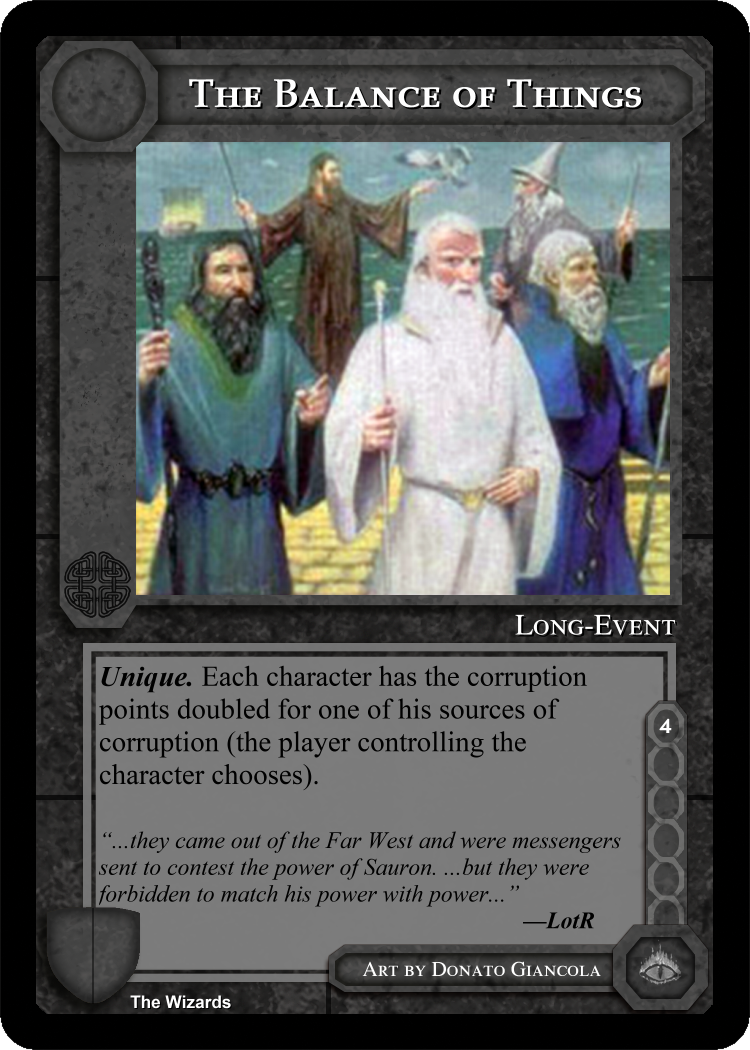 The Balance of Things
Long-Event
Unique. Each character has the corruption
points doubled for one of his sources of
corruption (the player controlling the
character chooses).
4
“...they came out of the Far West and were messengers
sent to contest the power of Sauron. ...but they were
forbidden to match his power with power...”
—LotR
Art by Donato Giancola
The Wizards